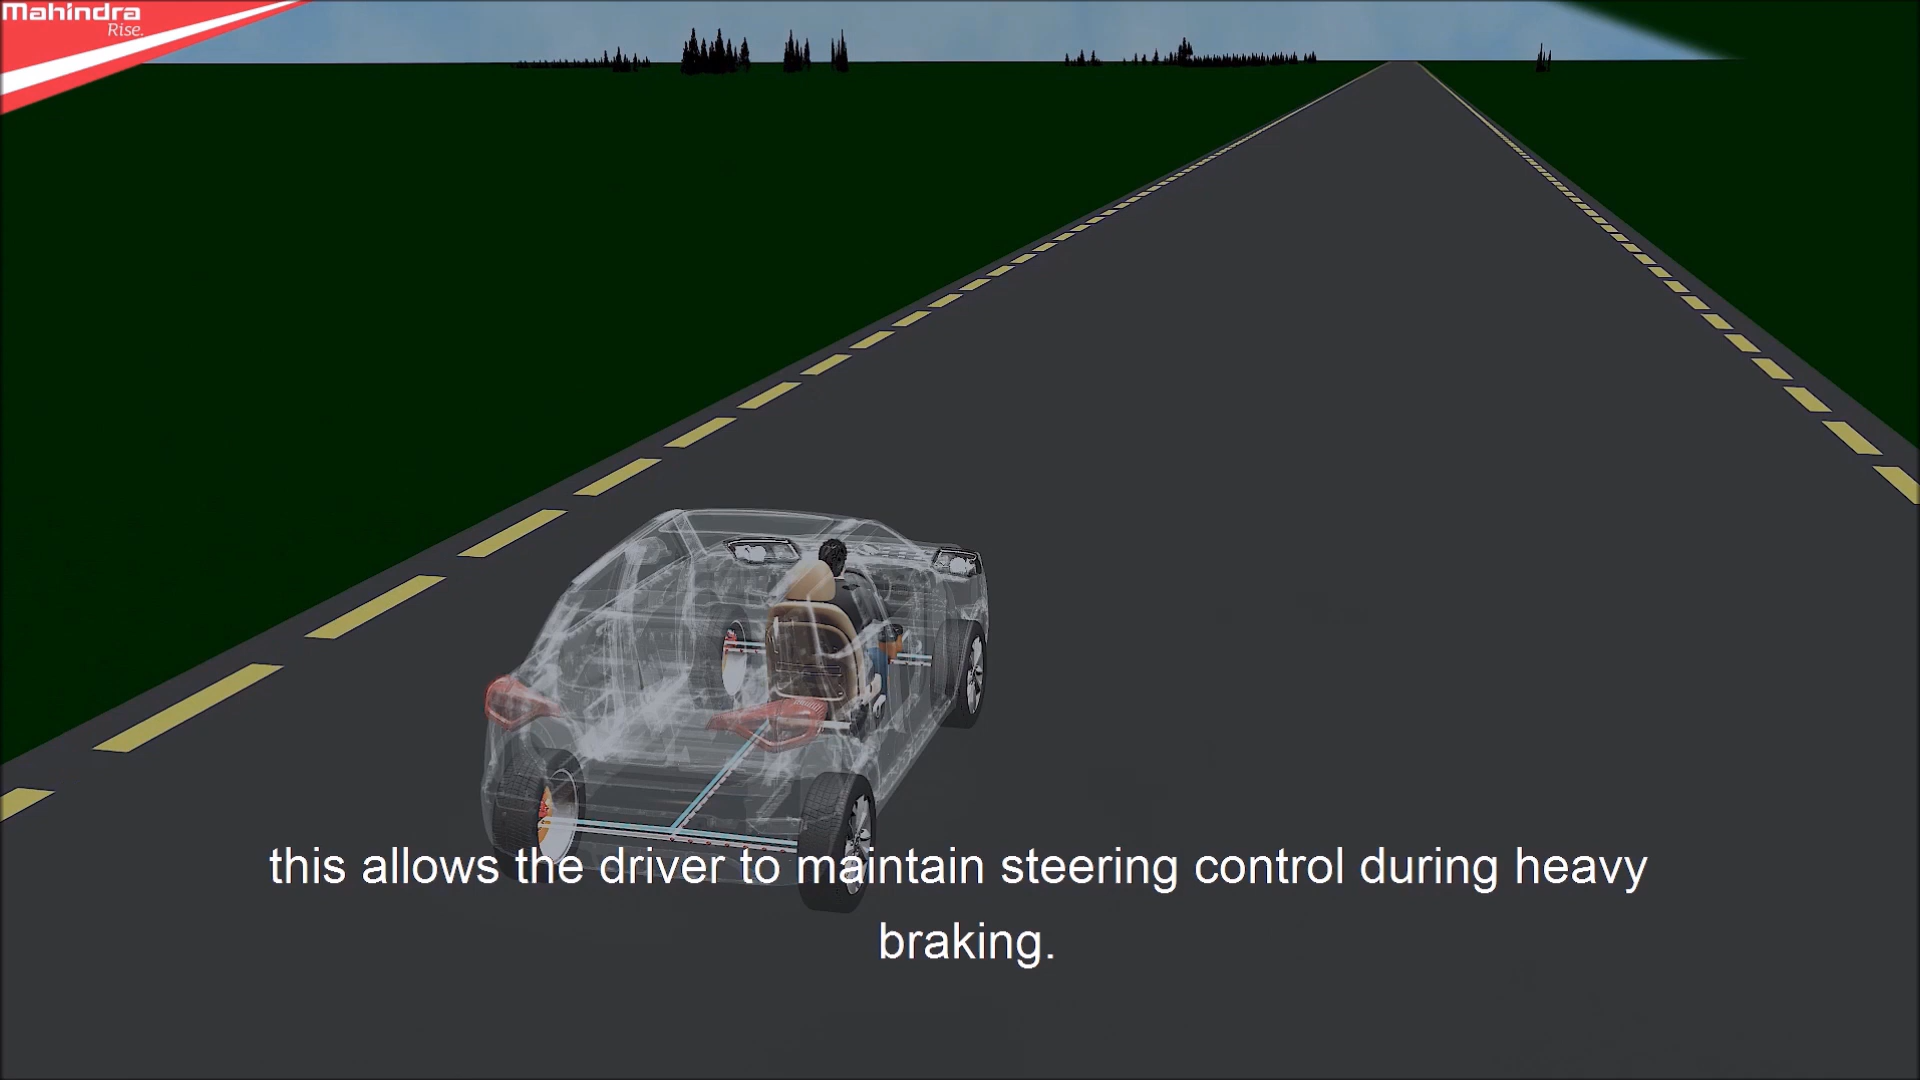 Mahindra
Rise.
this allows the driver to maintain steering control during heavy
braking.